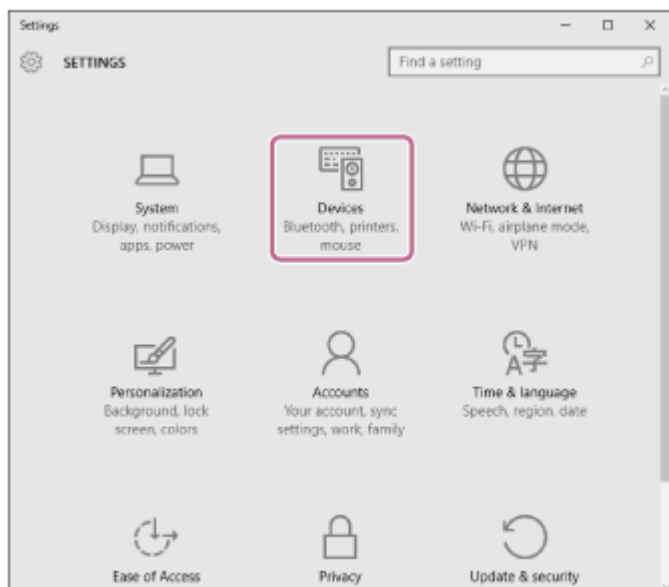 Settings
SETTINGS
Find a setting
System
Display, notifications,
apps, power
Devices
Bluetooth, printers,
mouse
Network & Internet
Wi-Fi, airplane mode,
VPN
Personalization
Background, lock
screen, colors
Accounts
Your account, sync
settings, work, family
Time & language
Speech, region, date
Ease of Access
Privacy
Update & security